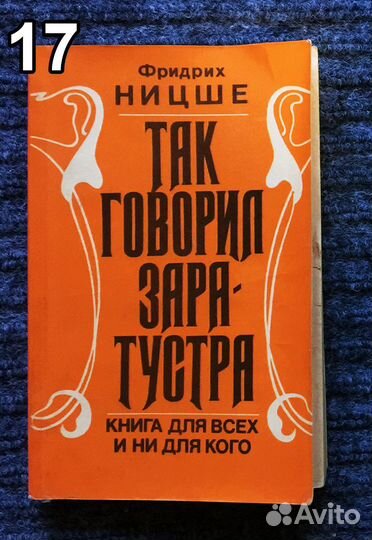 17
Фридрих
НИЦШЕ
ТАК
ГОВОРИЛ
ЗАРА-
ТУСТРА
КНИГА ДЛЯ ВСЕХ
И НИ ДЛЯ КОГО
Avito